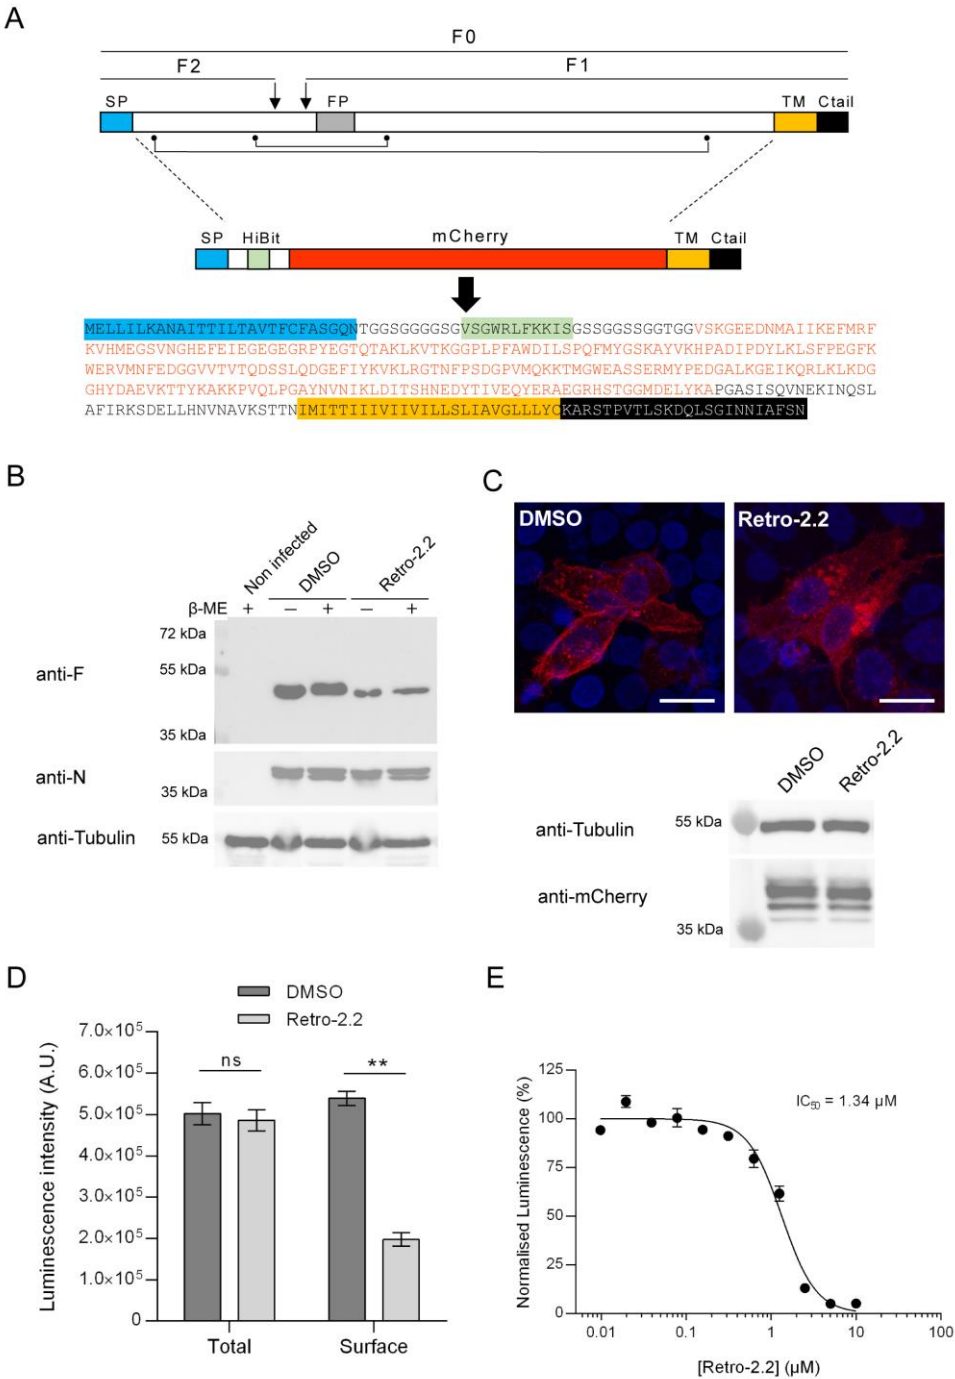 A
F0
F2
F1
SP
FP
TM
Ctail
SP
HiBit
mCherry
TM
Ctail
MELLILKANAITTILTAVTFCFASGQNTGGSGGGGSGVSGWRLFKKISGSSGGSSGGTGGVSKGEEDNMAIIKEFMRF
KVHMEGSVNGHEFEIEGEGEGRPYEGTQTAKLKVTKGGPLPFAWDILSPQFMYGSKAYVKHPADIPDYLKLSFPEGFK
WERVMNFEDGGVVTVTQDSSLQDGEFIYKVKLRGTNFPSDGPVMQKKTMGWEASSERMYPEDGALKGEIKQRLKLKDG
GHYDAEVKTTYKAKKPVQLPGAYNVNIKLDITSHNEDYTIVEQYERAEGRHSTGGMDELYKAPGASISQVNEKINQSL
AFIRKSDELLHNVNAVKSTTNIMITTIIIVIIVILLSLIAVGLLLYCKARSTPVTLSKDQLSGINNIAFSN
B
Non infected
DMSO
Retro-2.2
β-ME
+ − + − +
72 kDa
anti-F
55 kDa
35 kDa
anti-N
35 kDa
anti-Tubulin
55 kDa
C
DMSO
Retro-2.2
DMSO
Retro-2.2
anti-Tubulin
55 kDa
anti-mCherry
35 kDa
D
DMSO
Retro-2.2
Luminescence intensity (A.U.)
7.0×10⁵
6.0×10⁵
5.0×10⁵
4.0×10⁵
3.0×10⁵
2.0×10⁵
1.0×10⁵
0
ns
**
Total
Surface
E
Normalised Luminescence (%)
125
100
75
50
25
0
IC₅₀ = 1.34 µM
0.01
0.1
1
10
100
[Retro-2.2] (µM)